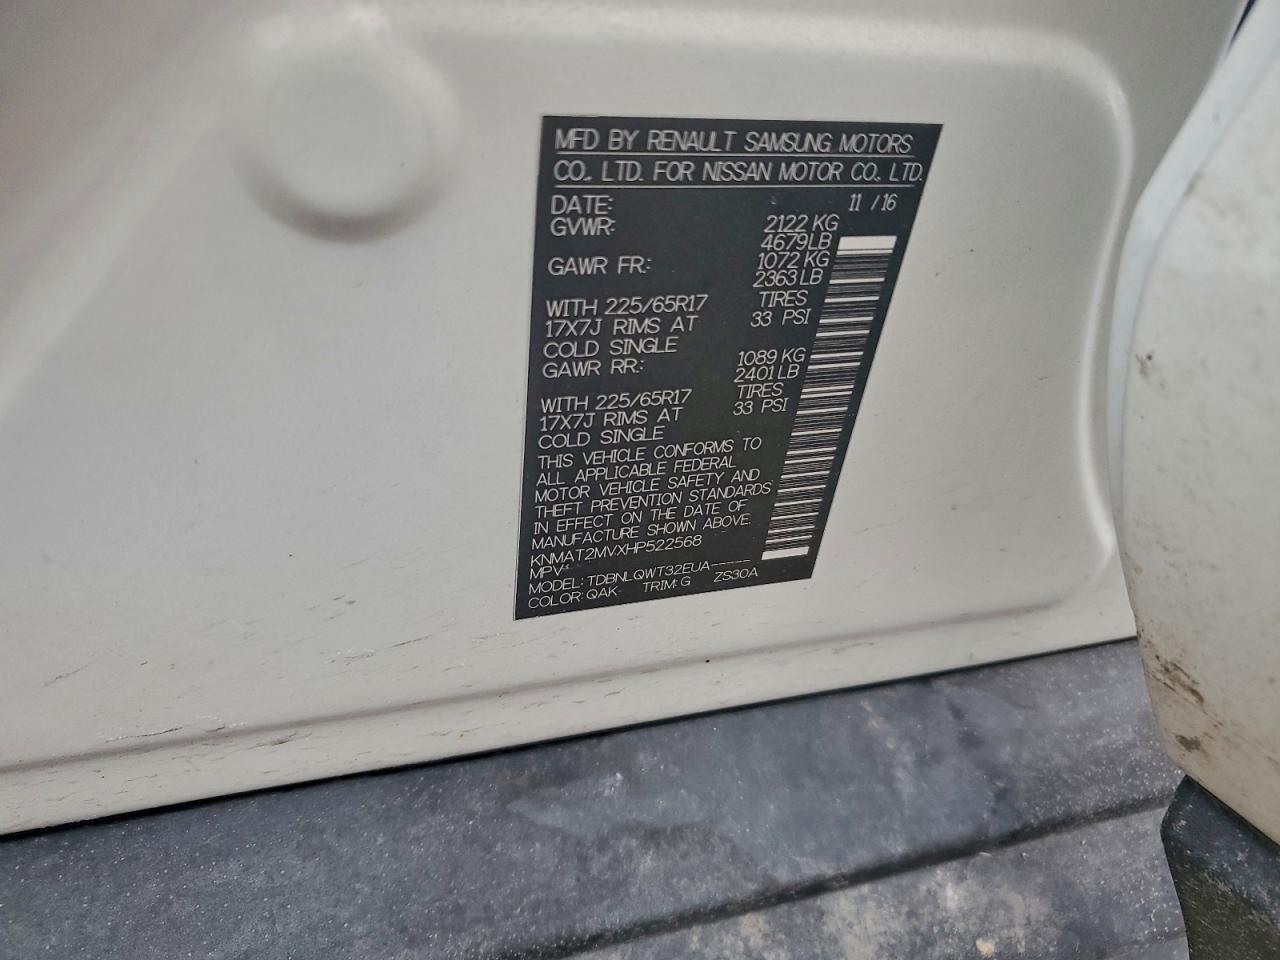 MFD BY RENAULT SAMSUNG MOTORS
CO., LTD. FOR NISSAN MOTOR CO., LTD.
DATE: 11 / 16
GVWR: 2122 KG
4679 LB
GAWR FR: 1072 KG
2363 LB
WITH 225/65R17 TIRES
17X7J RIMS AT 33 PSI
COLD SINGLE
GAWR RR: 1089 KG
2401 LB
WITH 225/65R17 TIRES
17X7J RIMS AT 33 PSI
COLD SINGLE
THIS VEHICLE CONFORMS TO
ALL APPLICABLE FEDERAL
MOTOR VEHICLE SAFETY AND
THEFT PREVENTION STANDARDS
IN EFFECT ON THE DATE OF
MANUFACTURE SHOWN ABOVE.
KNMAT2MVXHP522568
MPV
MODEL: TDBNLQWT32EUA-----
COLOR: QAK- TRIM: G ZS30A